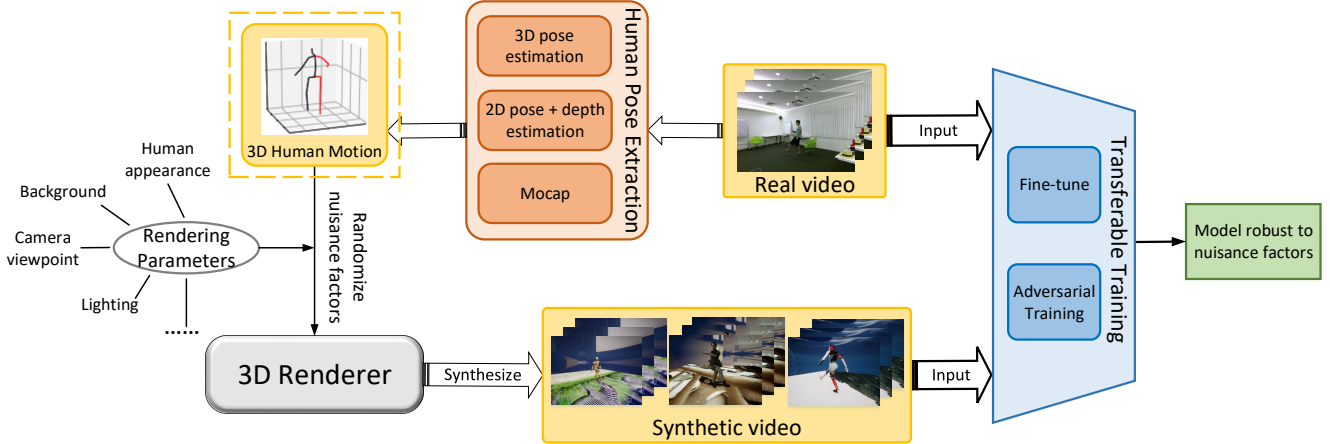 3D Human Motion
Human Pose Extraction
3D pose
estimation
2D pose + depth
estimation
Mocap
Real video
Input
Transferable Training
Fine-tune
Adversarial
Training
Model robust to
nuisance factors
Human
appearance
Background
Camera
viewpoint
Lighting
......
Rendering
Parameters
Randomize
nuisance factors
3D Renderer
Synthesize
Synthetic video
Input